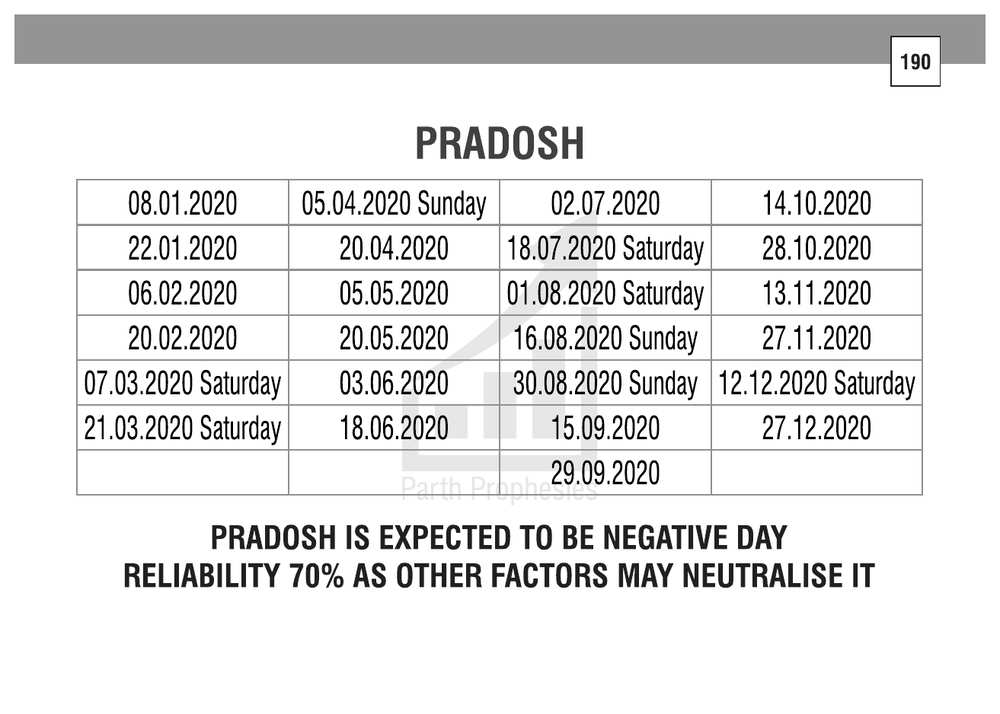 190
PRADOSH
08.01.2020 05.04.2020 Sunday 02.07.2020 14.10.2020
22.01.2020 20.04.2020 18.07.2020 Saturday 28.10.2020
06.02.2020 05.05.2020 01.08.2020 Saturday 13.11.2020
20.02.2020 20.05.2020 16.08.2020 Sunday 27.11.2020
07.03.2020 Saturday 03.06.2020 30.08.2020 Sunday 12.12.2020 Saturday
21.03.2020 Saturday 18.06.2020 15.09.2020 27.12.2020
29.09.2020
Parth Prophesies
PRADOSH IS EXPECTED TO BE NEGATIVE DAY
RELIABILITY 70% AS OTHER FACTORS MAY NEUTRALISE IT